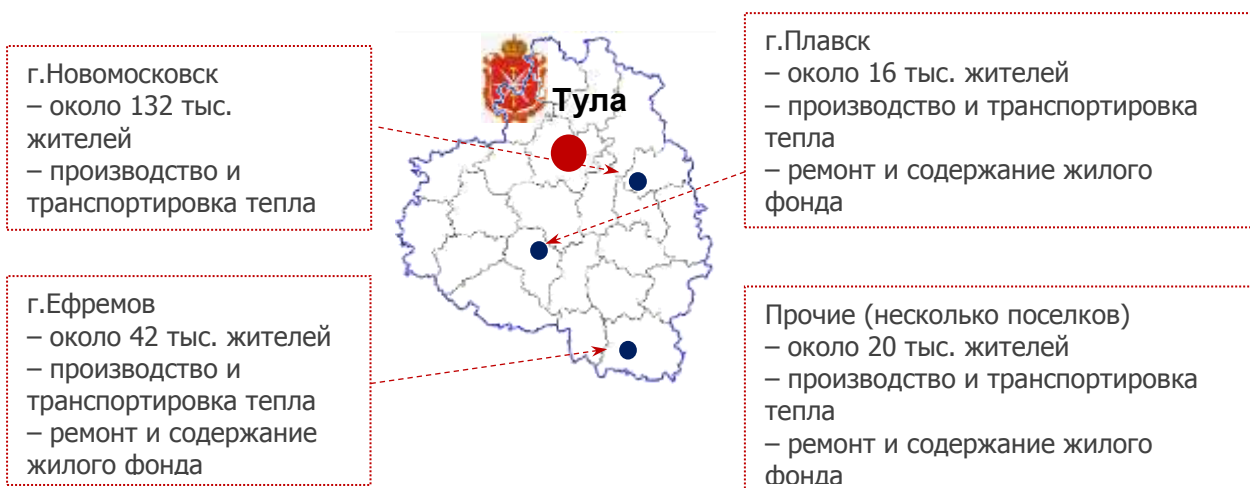 г.Новомосковск
– около 132 тыс.
жителей
– производство и
транспортировка тепла
г.Ефремов
– около 42 тыс. жителей
– производство и
транспортировка тепла
– ремонт и содержание
жилого фонда
Тула
г.Плавск
– около 16 тыс. жителей
– производство и транспортировка
тепла
– ремонт и содержание жилого
фонда
Прочие (несколько поселков)
– около 20 тыс. жителей
– производство и транспортировка
тепла
– ремонт и содержание жилого
фонда